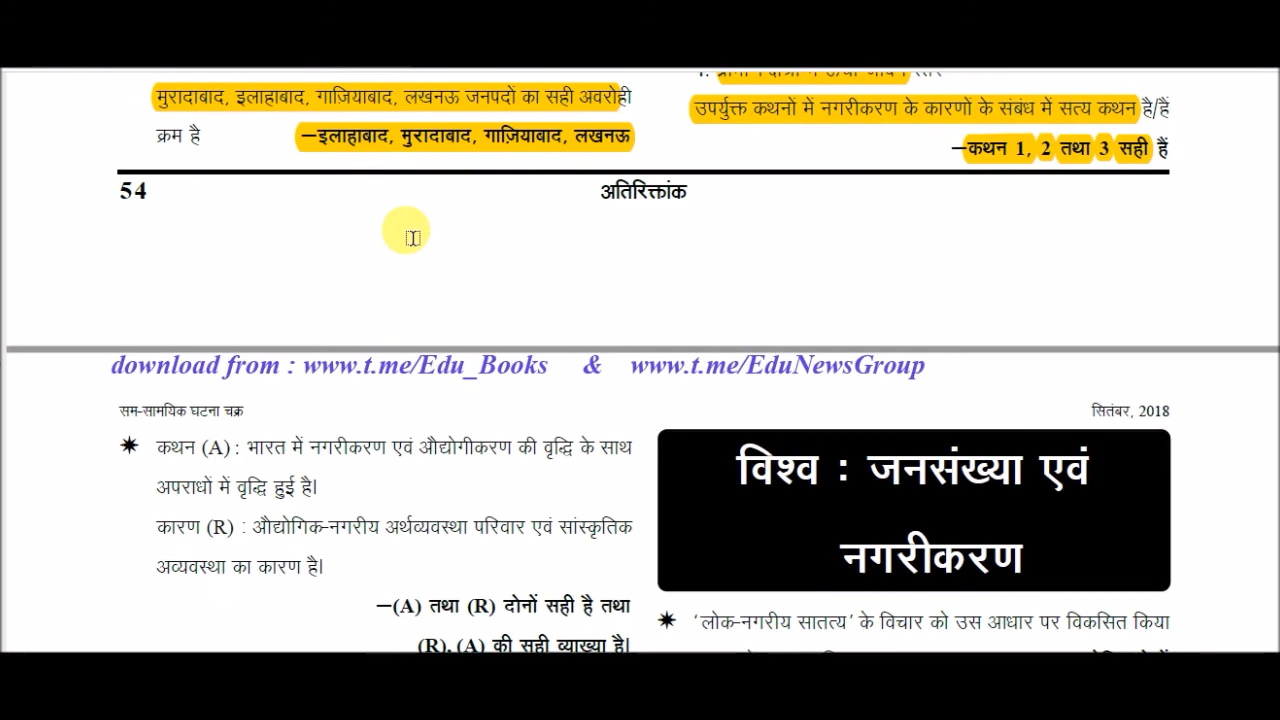 मुरादाबाद, इलाहाबाद, गाज़ियाबाद, लखनऊ जनपदों का सही अवरोही
क्रम है –इलाहाबाद, मुरादाबाद, गाज़ियाबाद, लखनऊ
उपर्युक्त कथनों में नगरीकरण के कारणों के संबंध में सत्य कथन है/हैं
–कथन 1, 2 तथा 3 सही हैं
54 अतिरिक्तांक
download from : www.t.me/Edu_Books & www.t.me/EduNewsGroup
सम-सामयिक घटना चक्र सितंबर, 2018
✷ कथन (A) : भारत में नगरीकरण एवं औद्योगीकरण की वृद्धि के साथ
अपराधों में वृद्धि हुई है।
कारण (R) : औद्योगिक-नगरीय अर्थव्यवस्था परिवार एवं सांस्कृतिक
अव्यवस्था का कारण है।
–(A) तथा (R) दोनों सही है तथा
(R), (A) की सही व्याख्या है।
विश्व : जनसंख्या एवं
नगरीकरण
✷ 'लोक-नगरीय सातत्य' के विचार को उस आधार पर विकसित किया